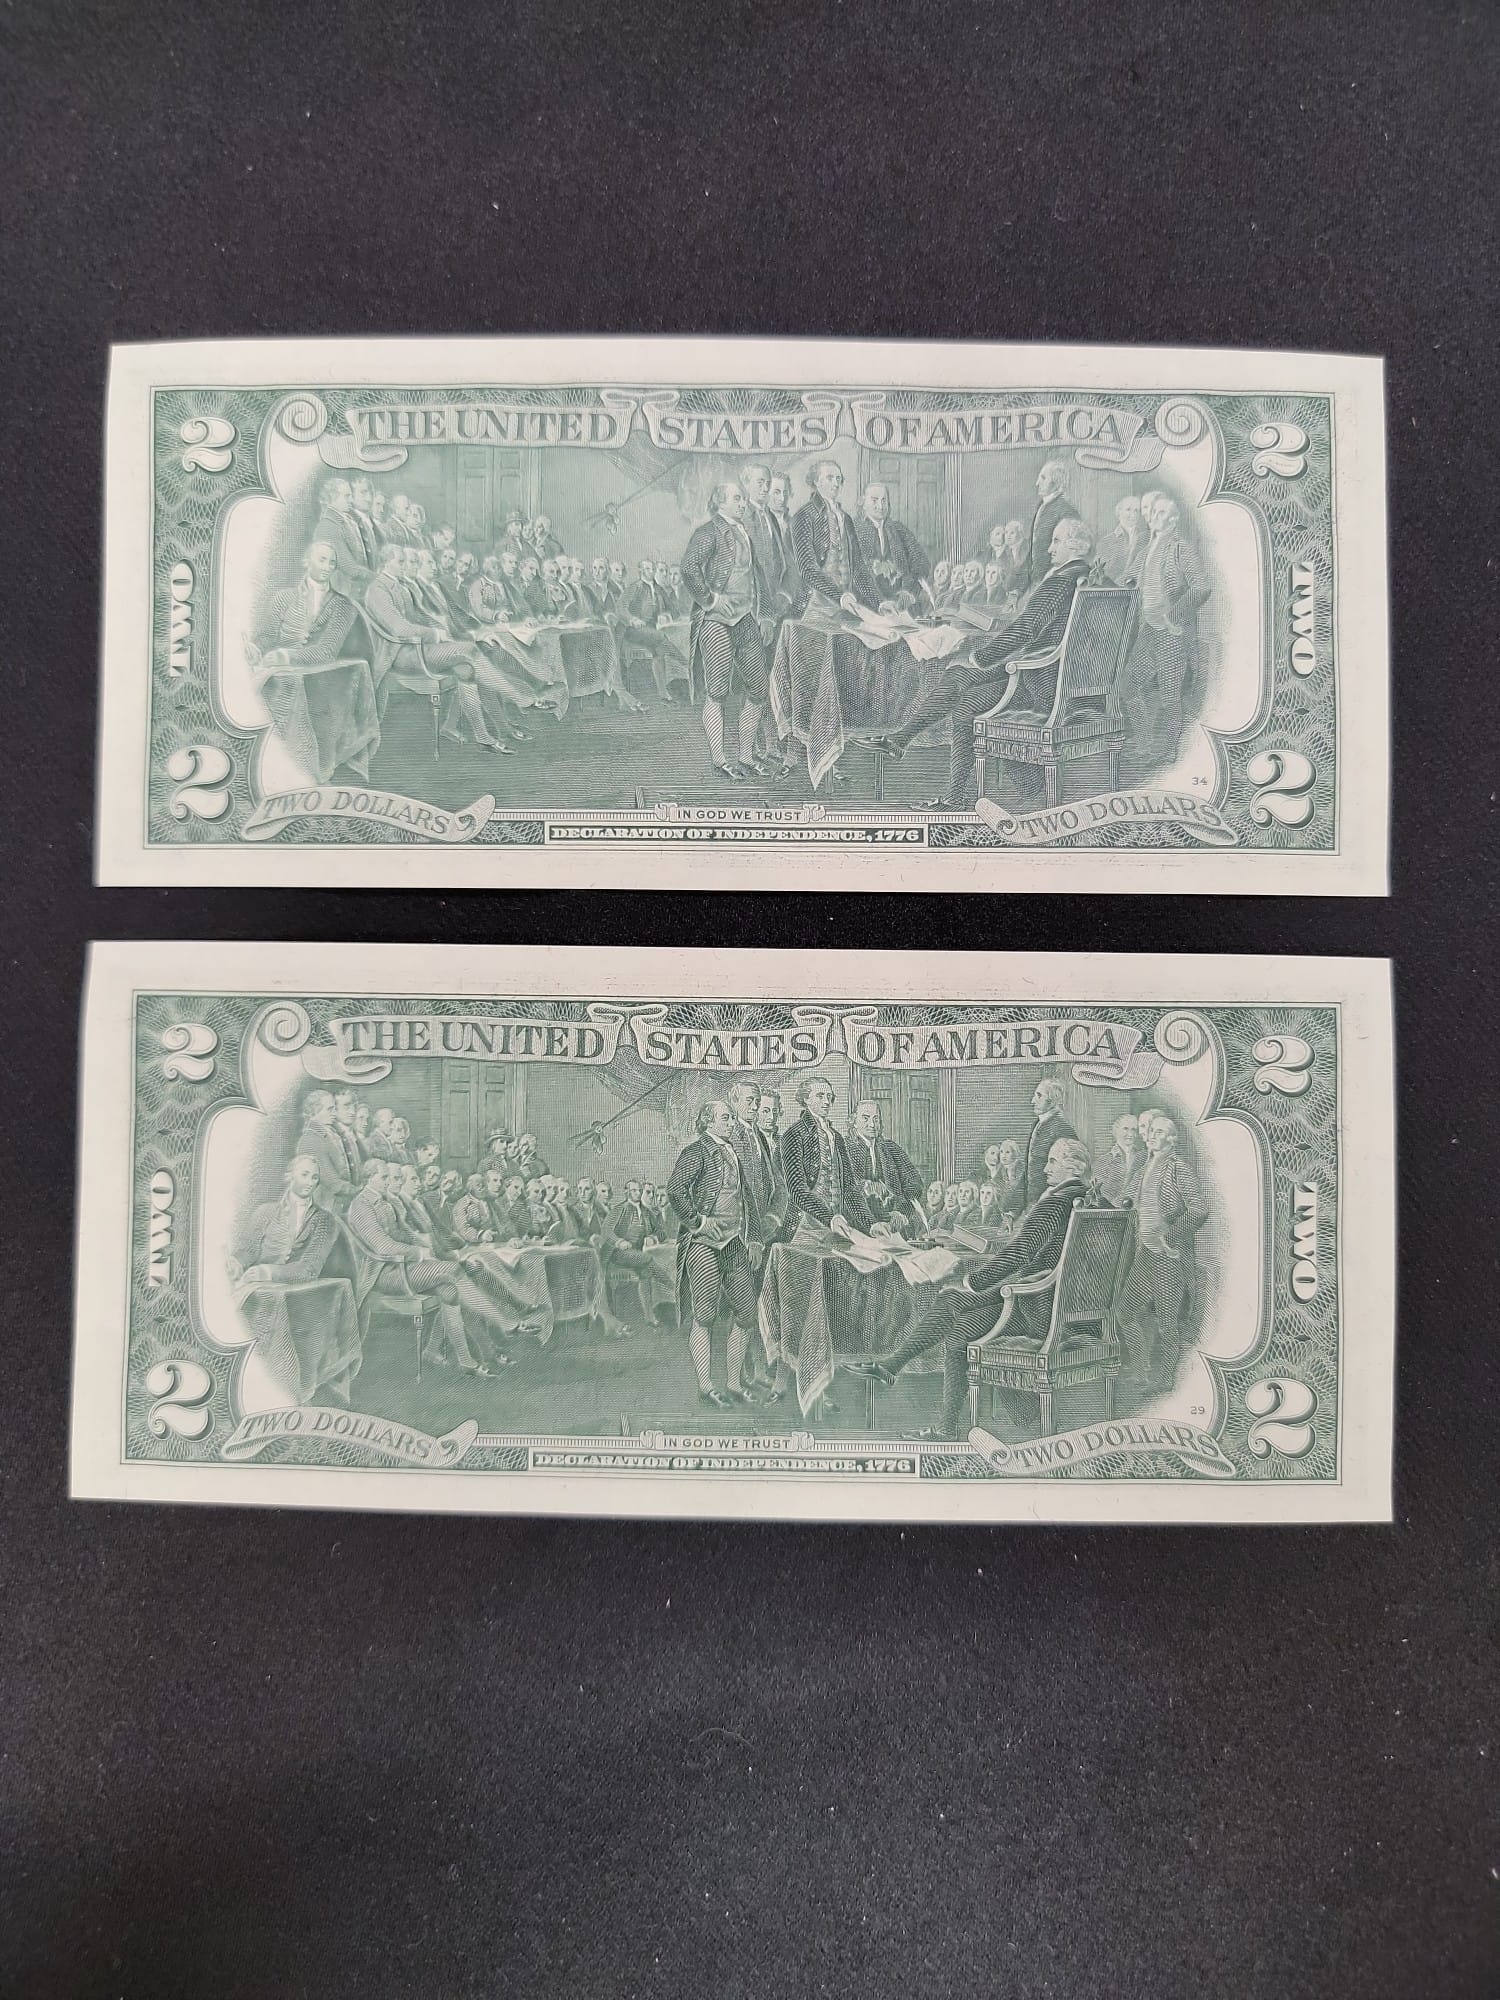 2 THE UNITED STATES OF AMERICA 2
TWO TWO
34
2 TWO DOLLARS IN GOD WE TRUST TWO DOLLARS 2
DECLARATION OF INDEPENDENCE, 1776
2 THE UNITED STATES OF AMERICA 2
TWO TWO
29
2 TWO DOLLARS IN GOD WE TRUST TWO DOLLARS 2
DECLARATION OF INDEPENDENCE, 1776